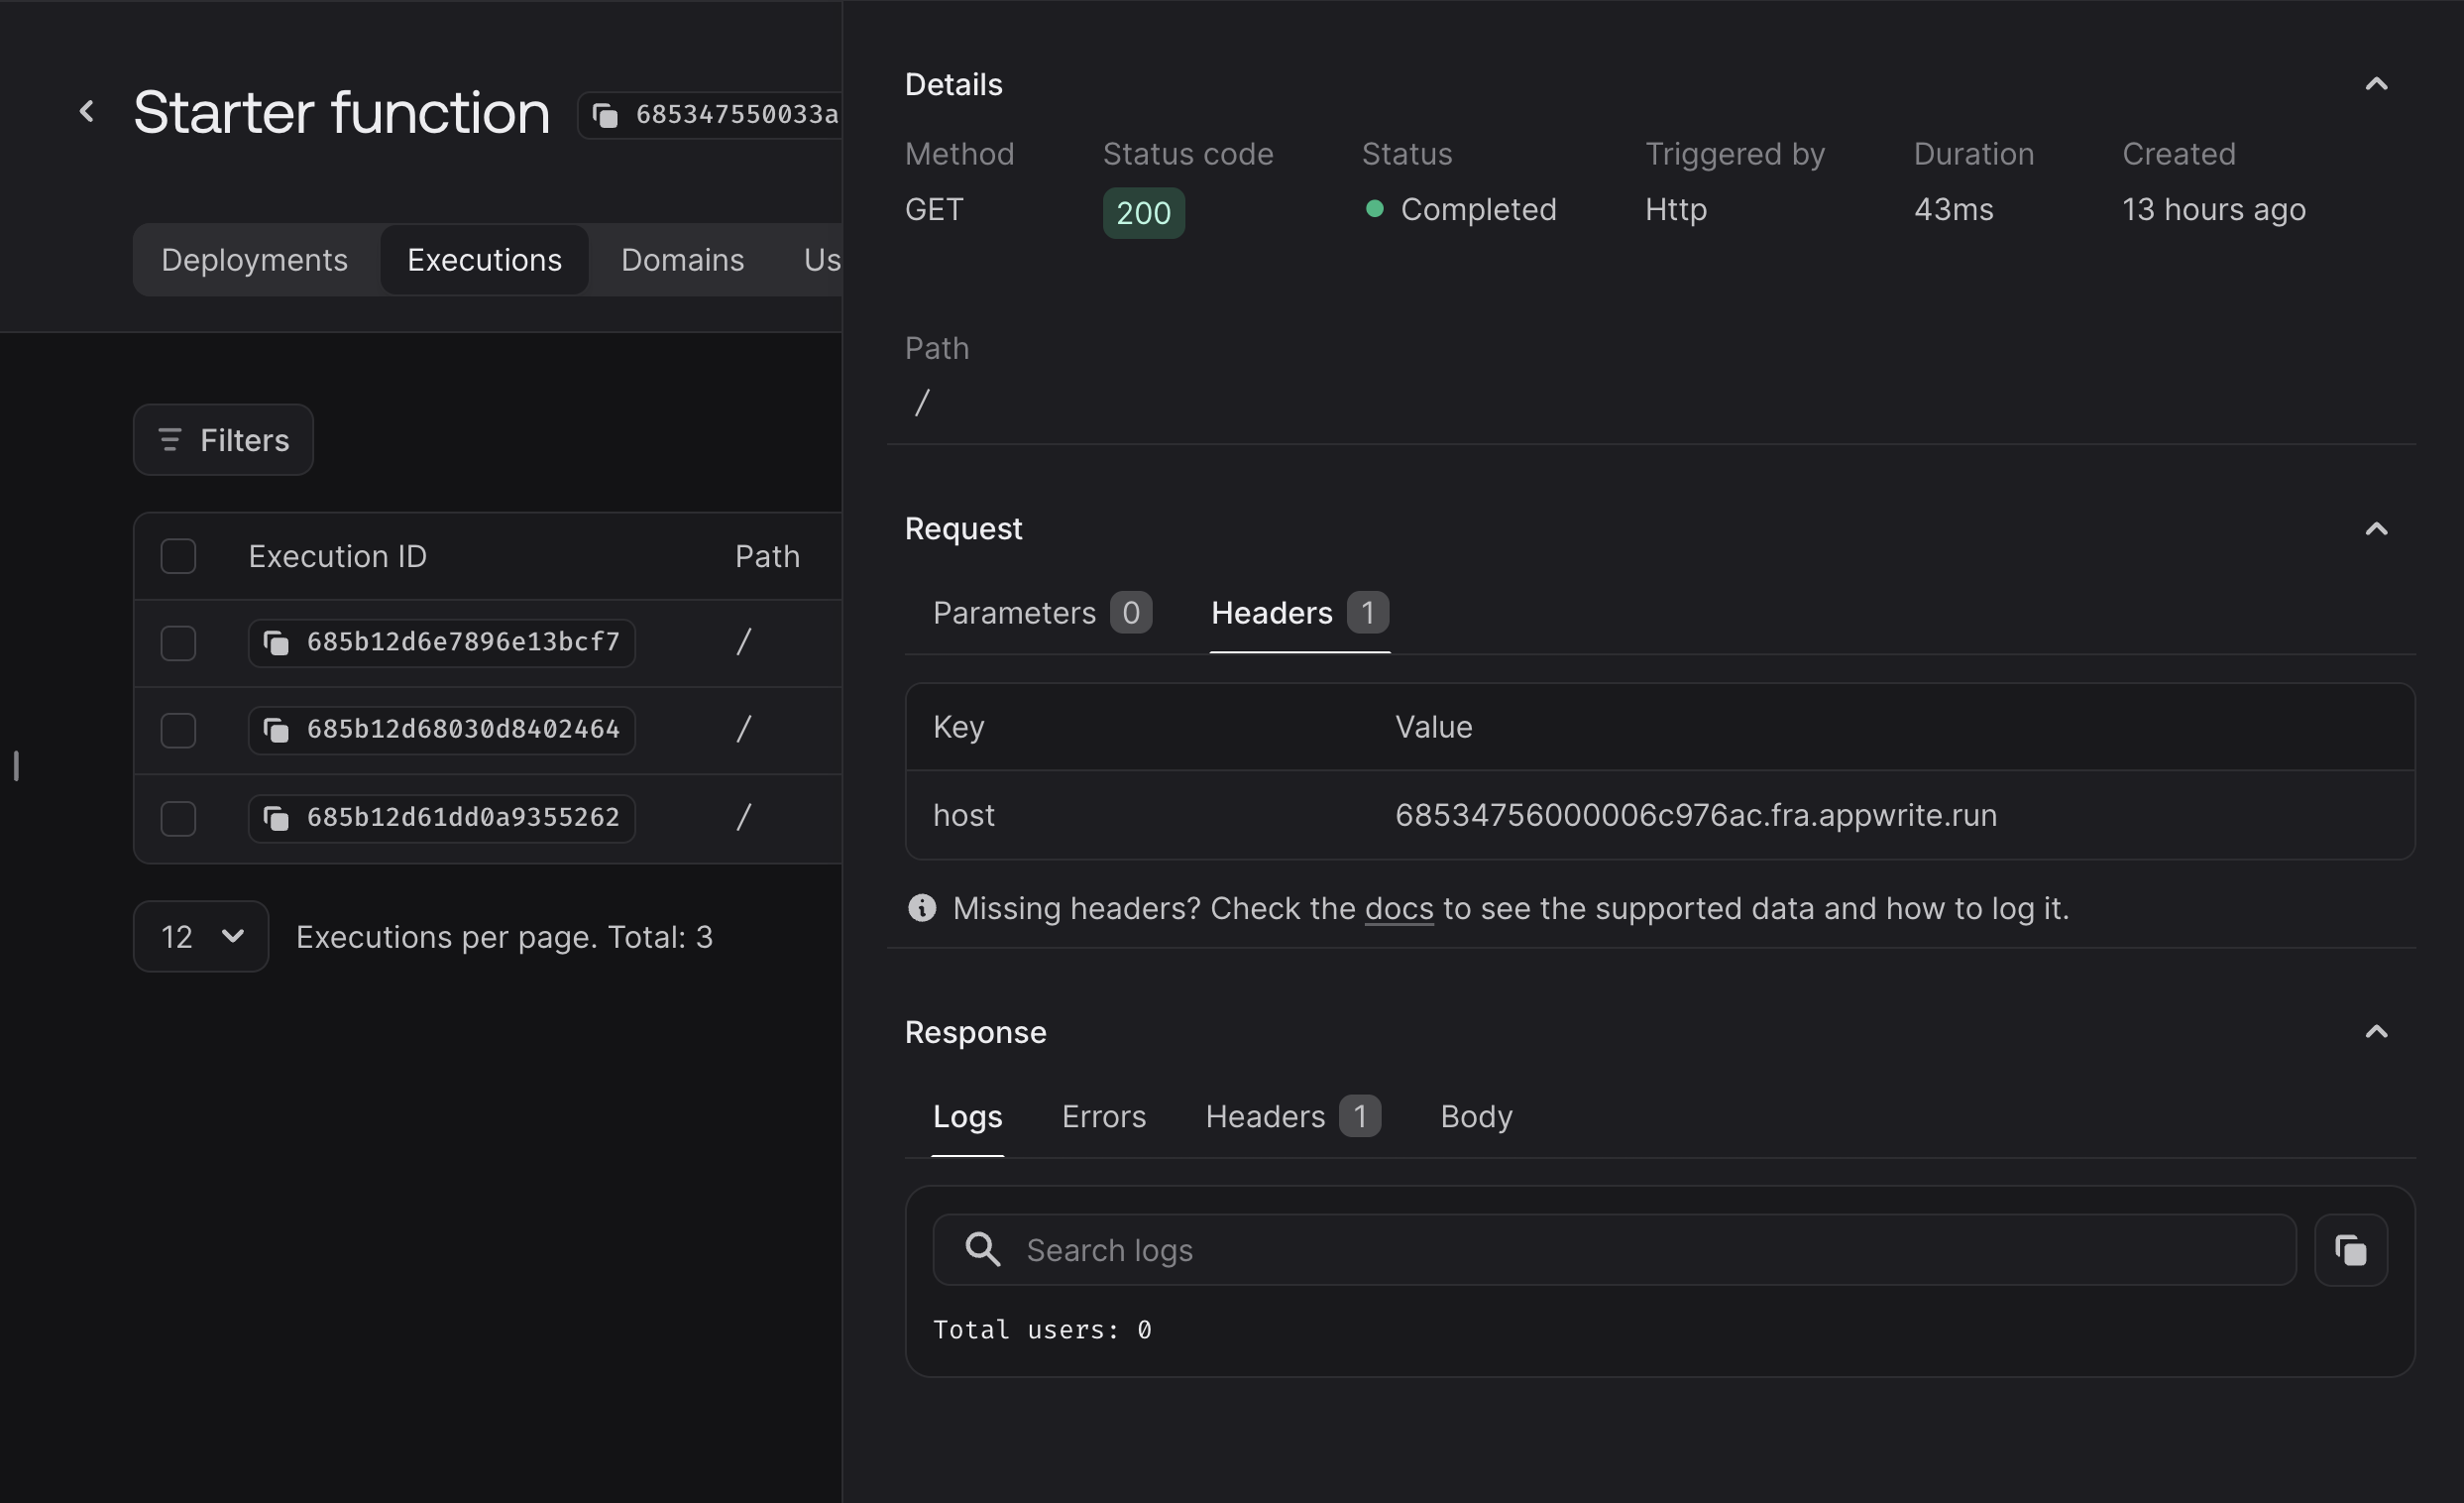 Starter function
685347550033a
Deployments
Executions
Domains
Us
Filters
Execution ID
Path
685b12d6e7896e13bcf7
/
685b12d68030d8402464
/
685b12d61dd0a9355262
/
12
Executions per page. Total: 3
Details
Method
Status code
Status
Triggered by
Duration
Created
GET
200
Completed
Http
43ms
13 hours ago
Path
/
Request
Parameters 0
Headers 1
Key
Value
host
68534756000006c976ac.fra.appwrite.run
Missing headers? Check the docs to see the supported data and how to log it.
Response
Logs
Errors
Headers 1
Body
Search logs
Total users: 0